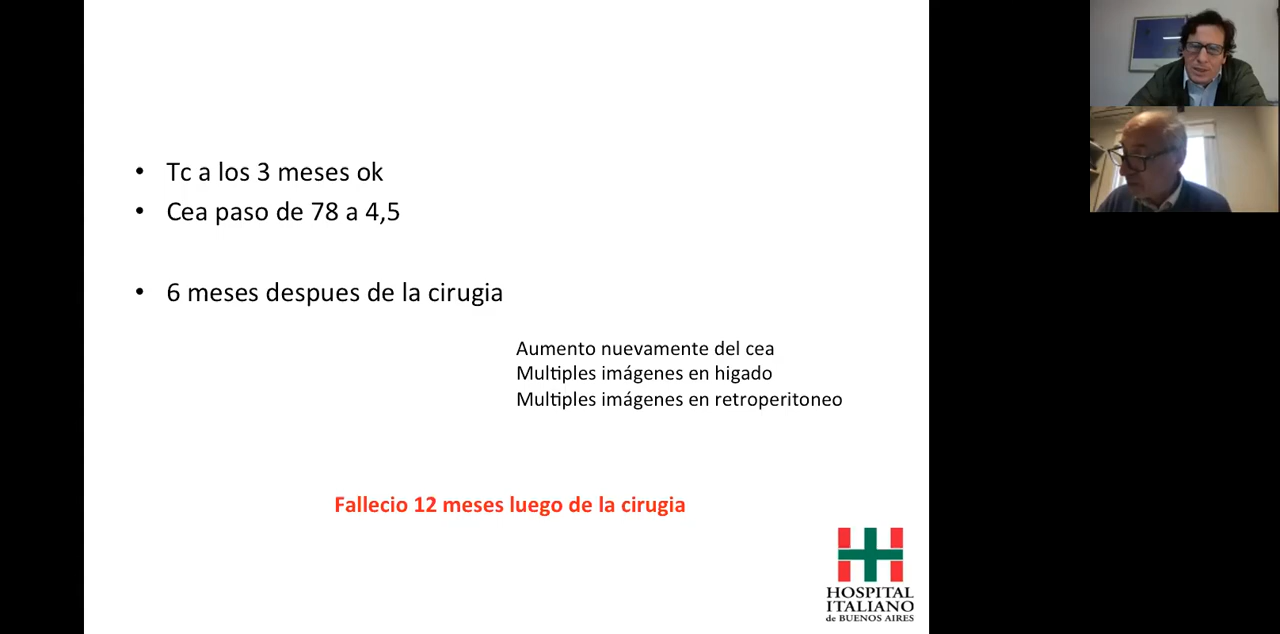 • Tc a los 3 meses ok
• Cea paso de 78 a 4,5
• 6 meses despues de la cirugia
Aumento nuevamente del cea
Multiples imágenes en higado
Multiples imágenes en retroperitoneo
Fallecio 12 meses luego de la cirugia
HOSPITAL
ITALIANO
de BUENOS AIRES